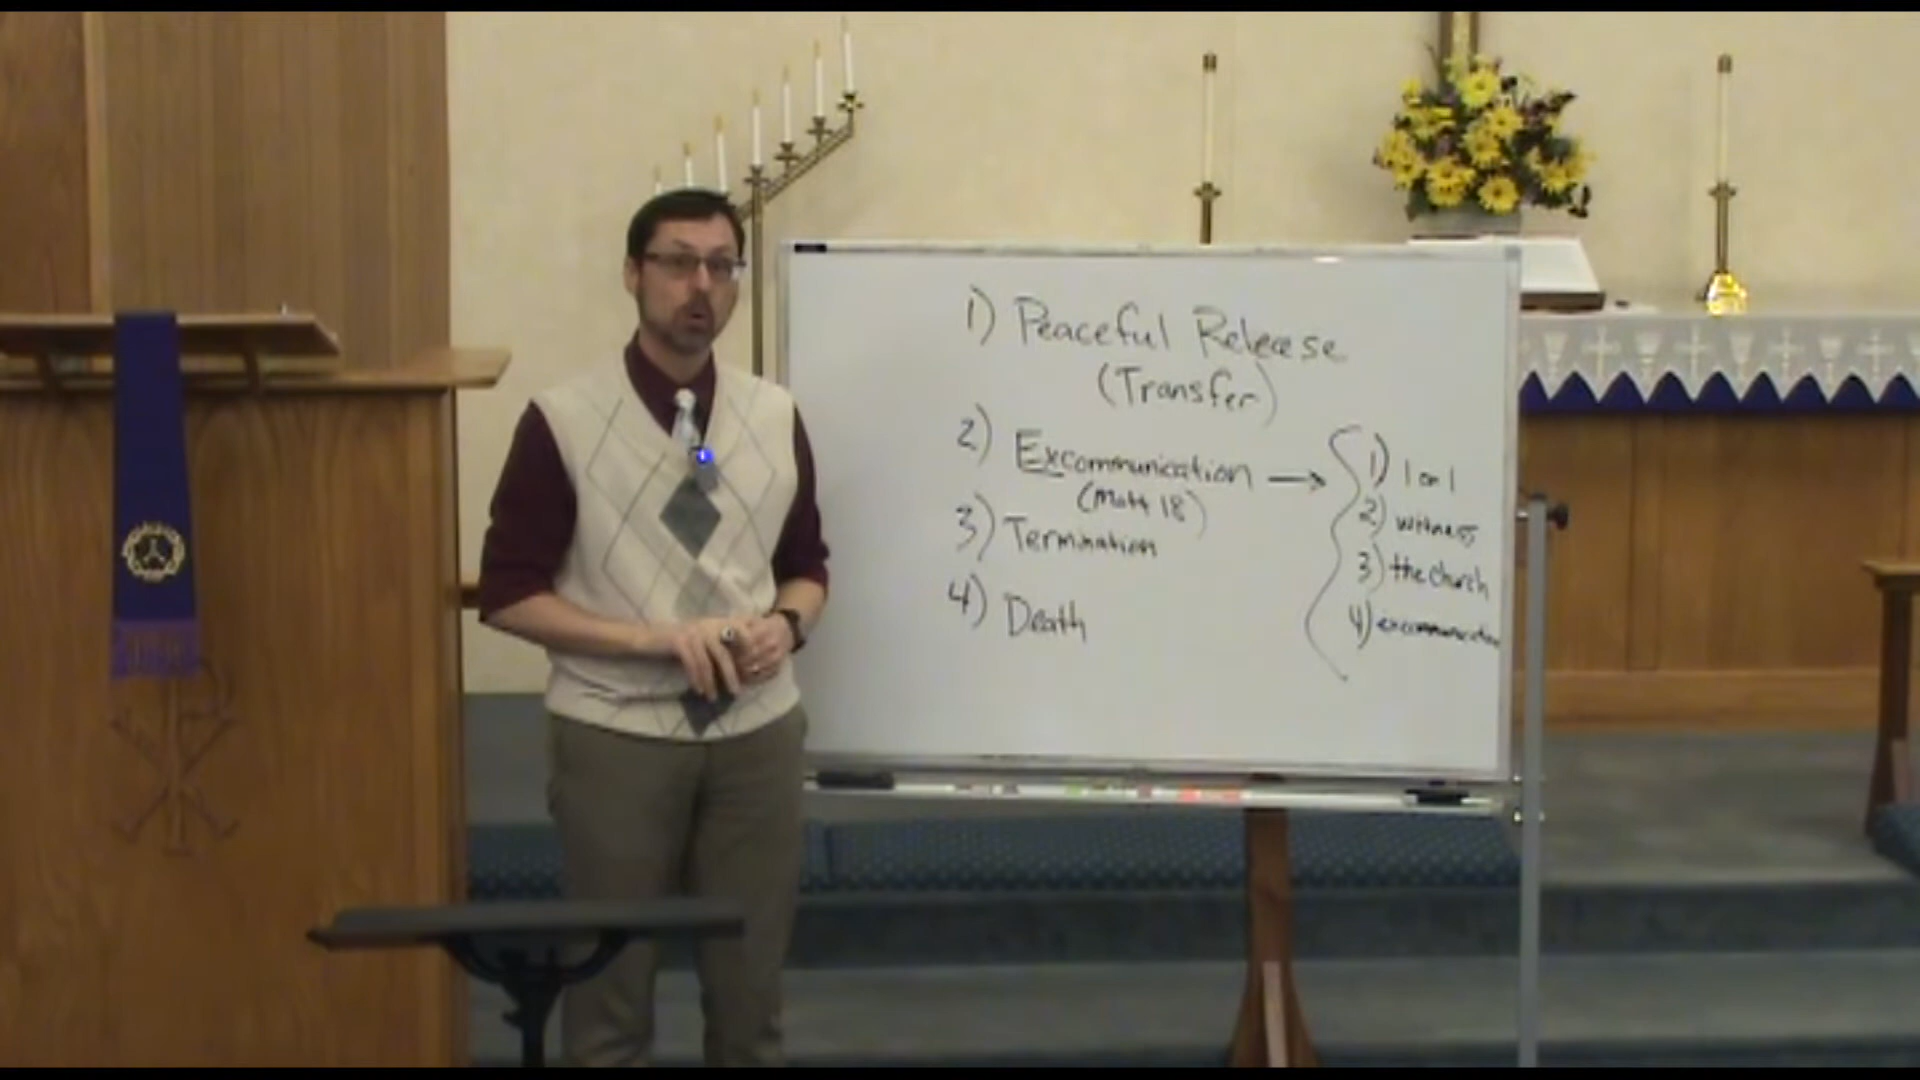 1) Peaceful Release
(Transfer)
2) Excommunication →
(Matt 18)
3) Termination
4) Death
1) 1 on 1
2) witness
3) the church
4) excommunication